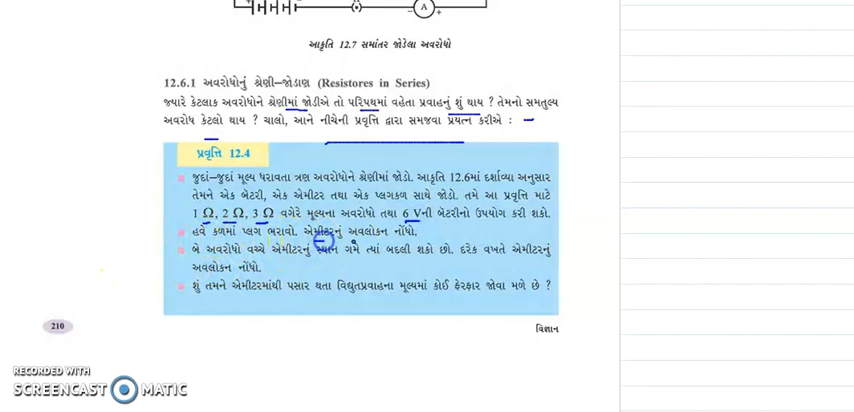 A
આકૃતિ 12.7 સમાંતર જોડેલા અવરોધો
12.6.1 અવરોધોનું શ્રેણી–જોડાણ (Resistores in Series)
જ્યારે કેટલાક અવરોધોને શ્રેણીમાં જોડીએ તો પરિપથમાં વહેતા પ્રવાહનું શું થાય ? તેમનો સમતુલ્ય
અવરોધ કેટલો થાય ? ચાલો, આને નીચેની પ્રવૃત્તિ દ્વારા સમજવા પ્રયત્ન કરીએ :
પ્રવૃત્તિ 12.4
જુદાં–જુદાં મૂલ્ય ધરાવતા ત્રણ અવરોધોને શ્રેણીમાં જોડો. આકૃતિ 12.6માં દર્શાવ્યા અનુસાર
તેમને એક બેટરી, એક એમીટર તથા એક પ્લગકળ સાથે જોડો. તમે આ પ્રવૃત્તિ માટે
1 Ω, 2 Ω, 3 Ω વગેરે મૂલ્યના અવરોધો તથા 6 Vની બેટરીનો ઉપયોગ કરી શકો.
હવે કળમાં પ્લગ ભરાવો. એમીટરનું અવલોકન નોંધો.
બે અવરોધો વચ્ચે એમીટરનું સ્થાન ગમે ત્યાં બદલી શકો છો. દરેક વખતે એમીટરનું
અવલોકન નોંધો.
શું તમને એમીટરમાંથી પસાર થતા વિદ્યુતપ્રવાહના મૂલ્યમાં કોઈ ફેરફાર જોવા મળે છે ?
210
વિજ્ઞાન
RECORDED WITH
SCREENCAST MATIC